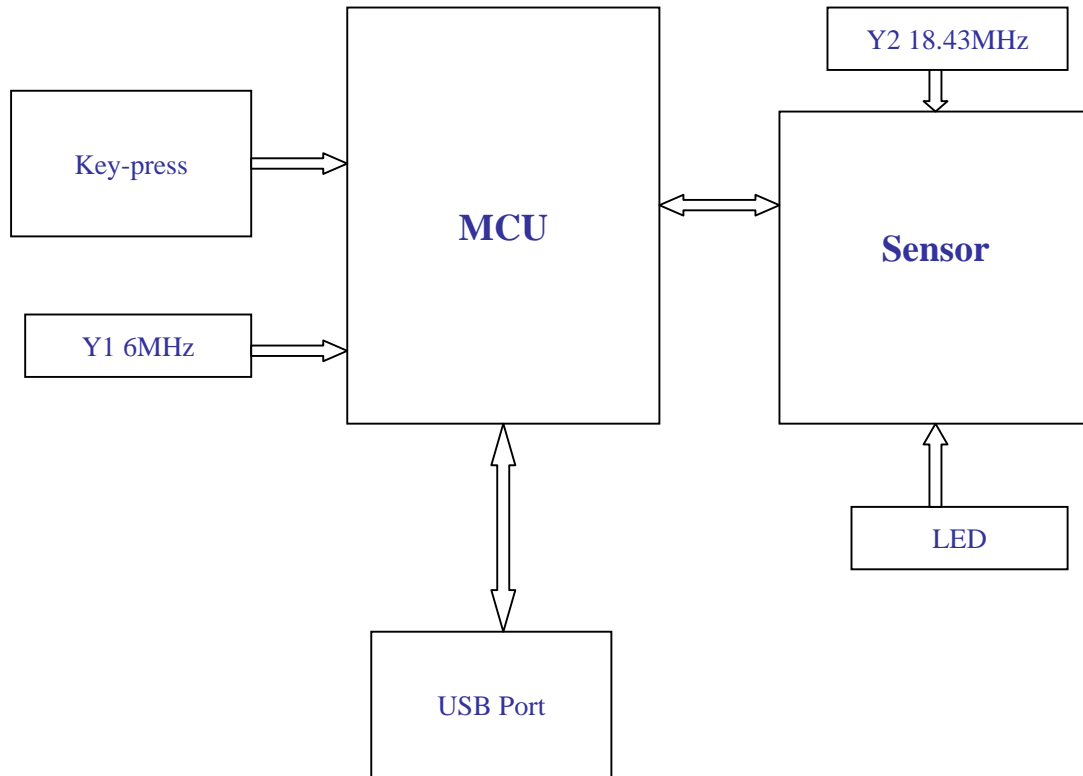 Y2 18.43MHz
Key-press
MCU
Sensor
Y1 6MHz
LED
USB Port